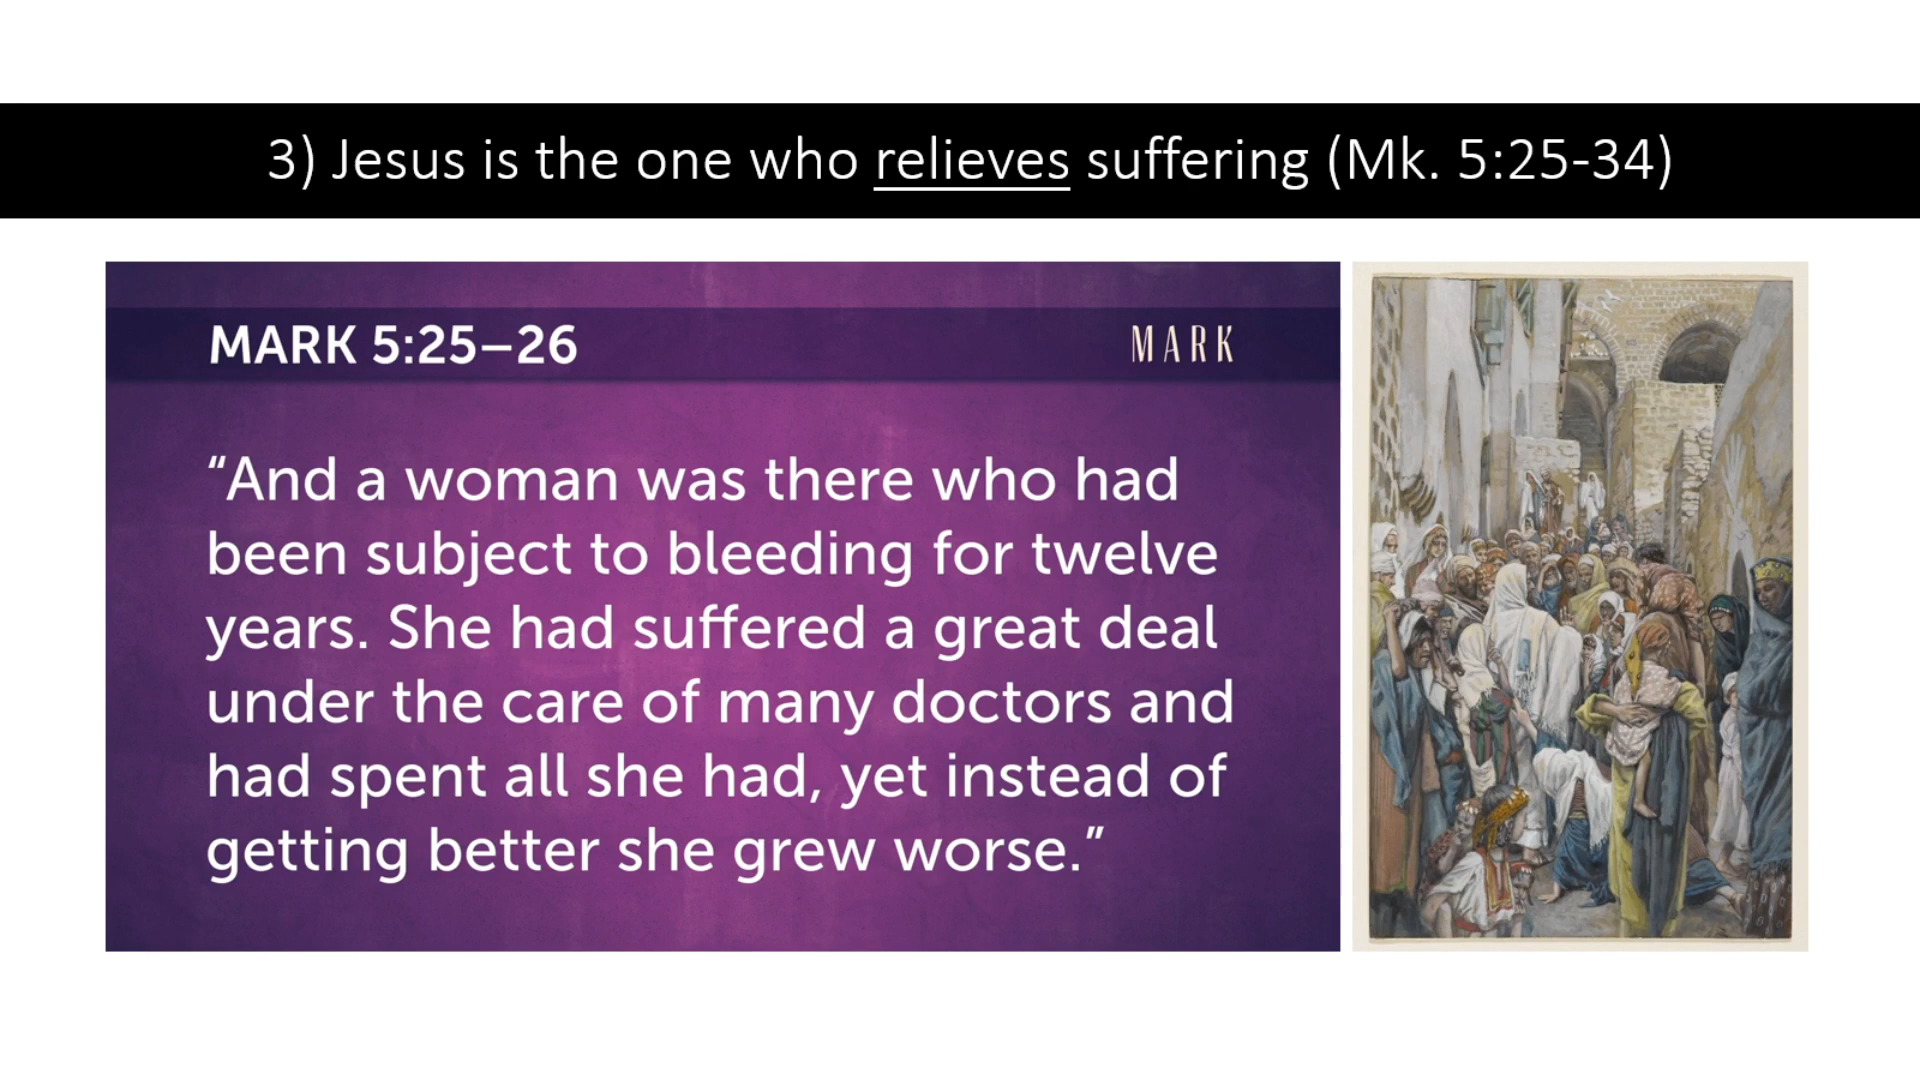 3) Jesus is the one who relieves suffering (Mk. 5:25-34)
MARK 5:25–26
MARK
“And a woman was there who had
been subject to bleeding for twelve
years. She had suffered a great deal
under the care of many doctors and
had spent all she had, yet instead of
getting better she grew worse.”